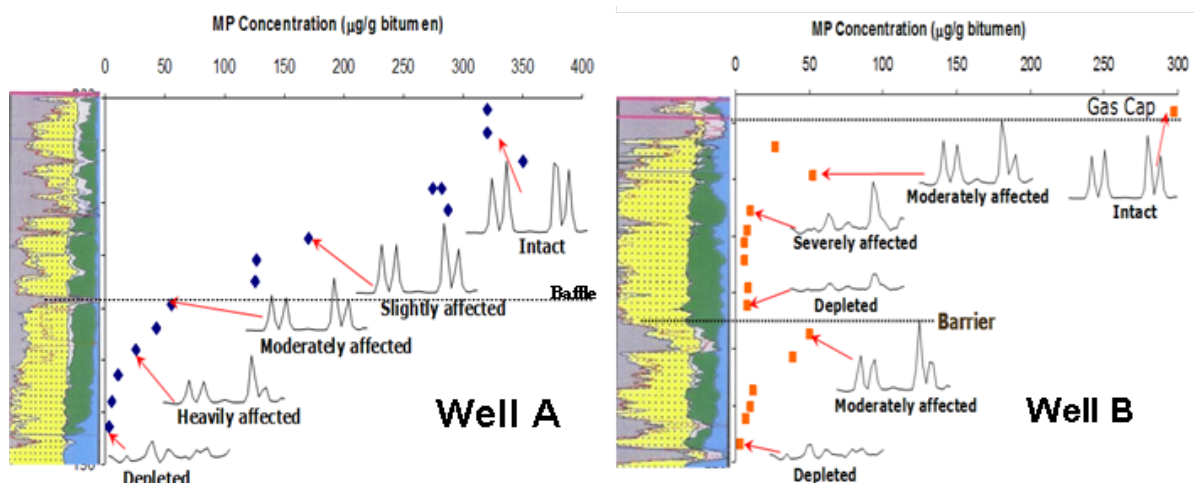 MP Concentration (µg/g bitumen)
0 50 100 150 200 250 300 350 400
Intact
Baffle
Slightly affected
Moderately affected
Heavily affected
Well A
Depleted
MP Concentration (µg/g bitumen)
0 50 100 150 200 250 300
Gas Cap
Moderately affected
Intact
Severely affected
Depleted
Barrier
Moderately affected
Well B
Depleted